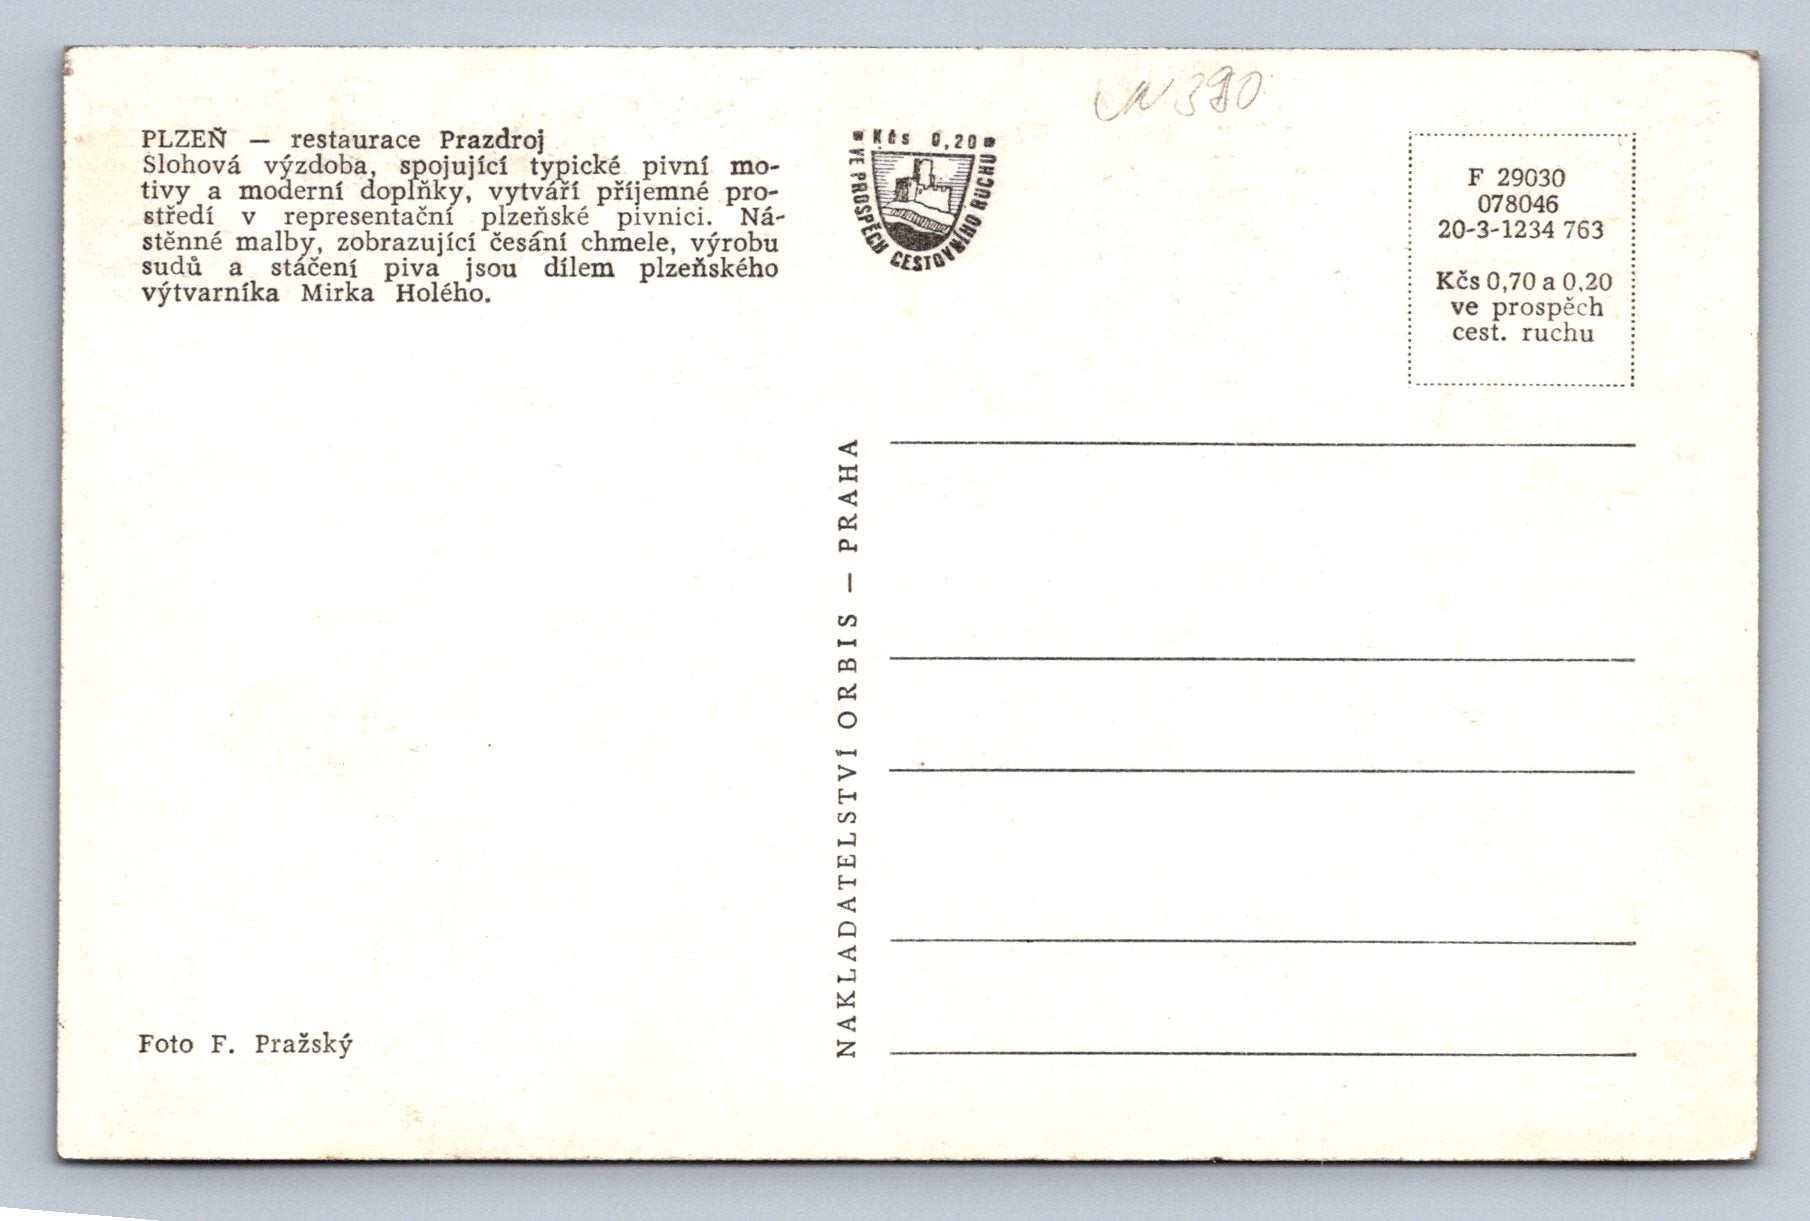 PLZEŇ — restaurace Prazdroj
Slohová výzdoba, spojující typické pivní mo-
tivy a moderní doplňky, vytváří příjemné pro-
středí v representační plzeňské pivnici. Ná-
stěnné malby, zobrazující česání chmele, výrobu
sudů a stáčení piva jsou dílem plzeňského
výtvarníka Mirka Holého.
Foto F. Pražský
NAKLADATELSTVÍ ORBIS — PRAHA
Kčs 0,20
VE PROSPĚCH CESTOVNÍHO RUCHU
390
F 29030
078046
20-3-1234 763
Kčs 0,70 a 0,20
ve prospěch
cest. ruchu